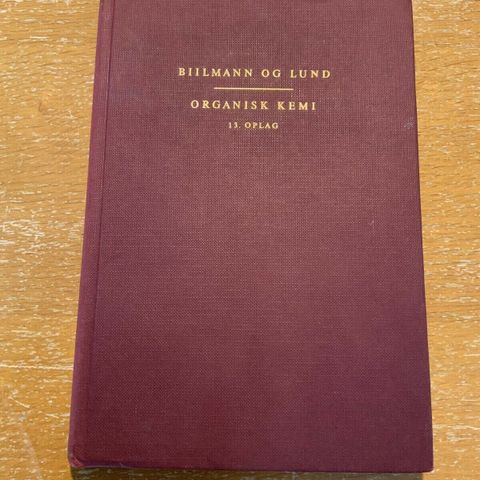 BIILMANN OG LUND
ORGANISK KEMI
13. OPLAG